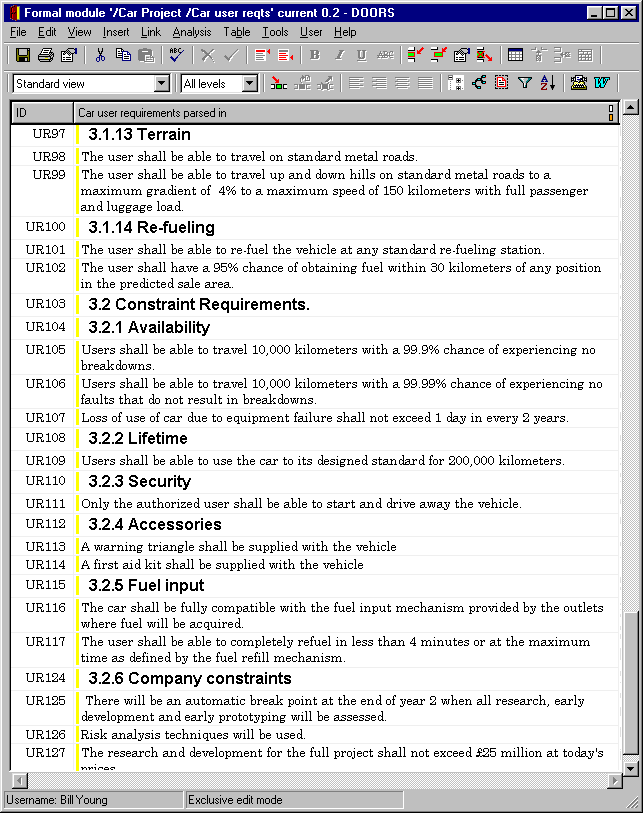 Formal module '/Car Project /Car user reqts' current 0.2 - DOORS
File Edit View Insert Link Analysis Table Tools User Help
B I U ABC
Standard view All levels
ID Car user requirements parsed in
UR97 3.1.13 Terrain
UR98 The user shall be able to travel on standard metal roads.
UR99 The user shall be able to travel up and down hills on standard metal roads to a
maximum gradient of 4% to a maximum speed of 150 kilometers with full passenger
and luggage load.
UR100 3.1.14 Re-fueling
UR101 The user shall be able to re-fuel the vehicle at any standard re-fueling station.
UR102 The user shall have a 95% chance of obtaining fuel within 30 kilometers of any position
in the predicted sale area.
UR103 3.2 Constraint Requirements.
UR104 3.2.1 Availability
UR105 Users shall be able to travel 10,000 kilometers with a 99.9% chance of experiencing no
breakdowns.
UR106 Users shall be able to travel 10,000 kilometers with a 99.99% chance of experiencing no
faults that do not result in breakdowns.
UR107 Loss of use of car due to equipment failure shall not exceed 1 day in every 2 years.
UR108 3.2.2 Lifetime
UR109 Users shall be able to use the car to its designed standard for 200,000 kilometers.
UR110 3.2.3 Security
UR111 Only the authorized user shall be able to start and drive away the vehicle.
UR112 3.2.4 Accessories
UR113 A warning triangle shall be supplied with the vehicle
UR114 A first aid kit shall be supplied with the vehicle
UR115 3.2.5 Fuel input
UR116 The car shall be fully compatible with the fuel input mechanism provided by the outlets
where fuel will be acquired.
UR117 The user shall be able to completely refuel in less than 4 minutes or at the maximum
time as defined by the fuel refill mechanism.
UR124 3.2.6 Company constraints
UR125 There will be an automatic break point at the end of year 2 when all research, early
development and early prototyping will be assessed.
UR126 Risk analysis techniques will be used.
UR127 The research and development for the full project shall not exceed £25 million at today's
prices
Username: Bill Young Exclusive edit mode